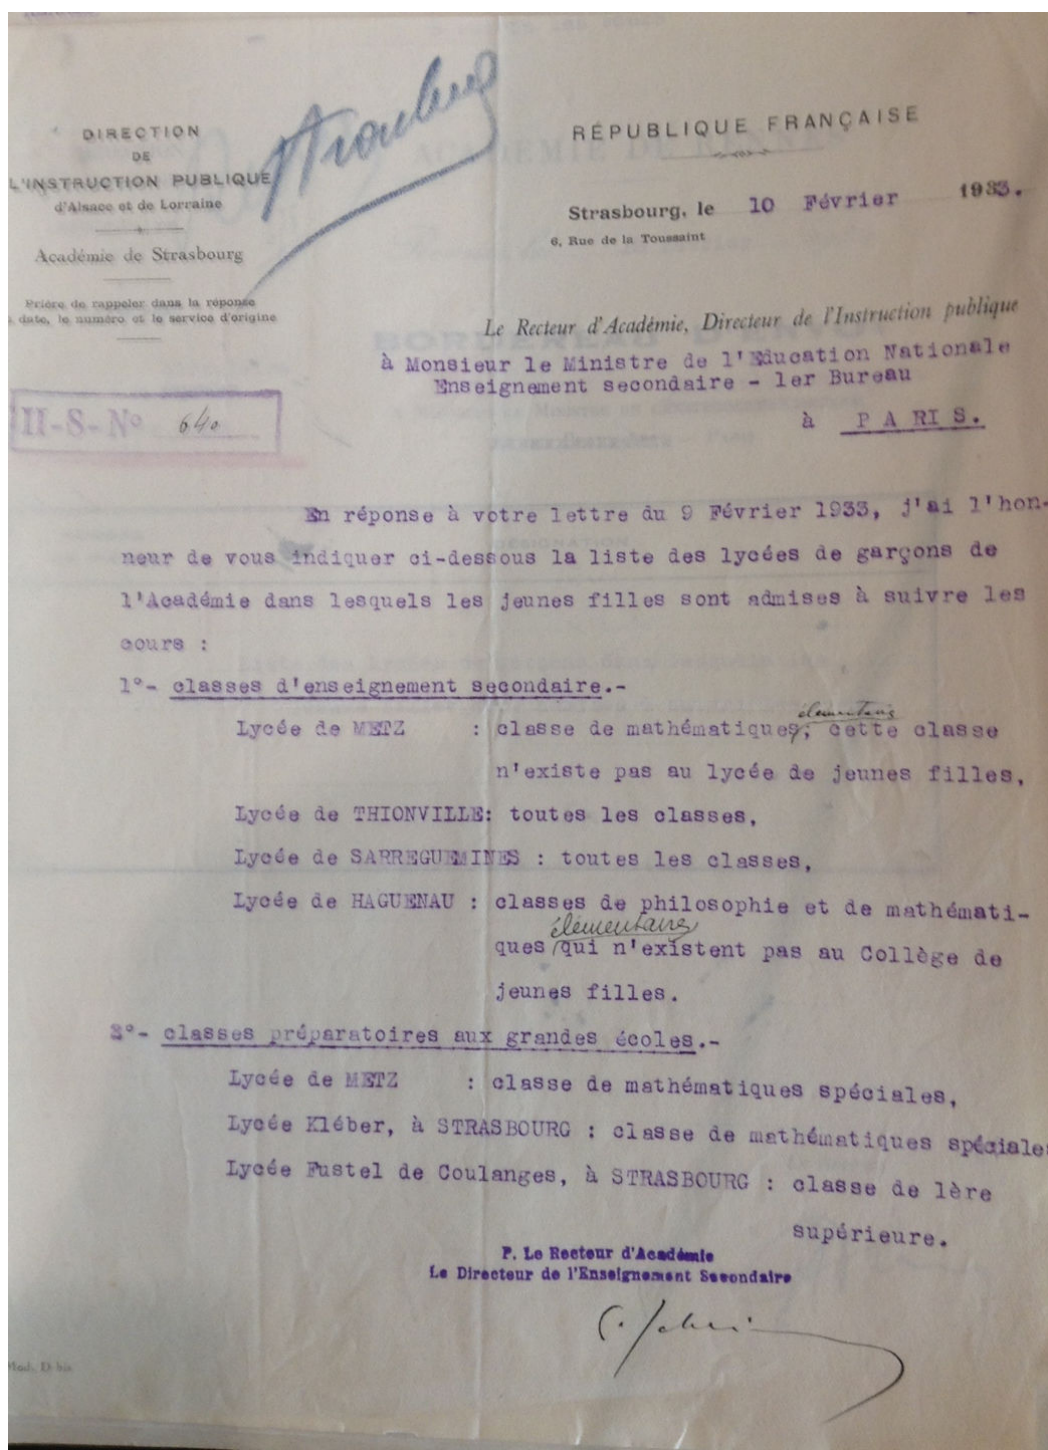 DIRECTION
DE
L'INSTRUCTION PUBLIQUE
d'Alsace et de Lorraine
Académie de Strasbourg
Prière de rappeler dans la réponse
date, le numéro et le service d'origine
II-S-N° 640
RÉPUBLIQUE FRANÇAISE
Strasbourg, le 10 Février 1933.
6, Rue de la Toussaint
Le Recteur d'Académie, Directeur de l'Instruction publique
à Monsieur le Ministre de l'Education Nationale
Enseignement secondaire - 1er Bureau
à PARIS.
En réponse à votre lettre du 9 Février 1933, j'ai l'hon-
neur de vous indiquer ci-dessous la liste des lycées de garçons de
l'Académie dans lesquels les jeunes filles sont admises à suivre les
cours :
1°- classes d'enseignement secondaire.-
élémentaires
Lycée de METZ : classe de mathématiques; cette classe
n'existe pas au lycée de jeunes filles,
Lycée de THIONVILLE: toutes les classes,
Lycée de SARREGUEMINES : toutes les classes,
Lycée de HAGUENAU : classes de philosophie et de mathémati-
élémentaires
ques qui n'existent pas au Collège de
jeunes filles.
2°- classes préparatoires aux grandes écoles.-
Lycée de METZ : classe de mathématiques spéciales,
Lycée Kléber, à STRASBOURG : classe de mathématiques spéciales
Lycée Fustel de Coulanges, à STRASBOURG : classe de 1ère
supérieure.
P. Le Recteur d'Académie
Le Directeur de l'Enseignement Secondaire
Mod. D bis